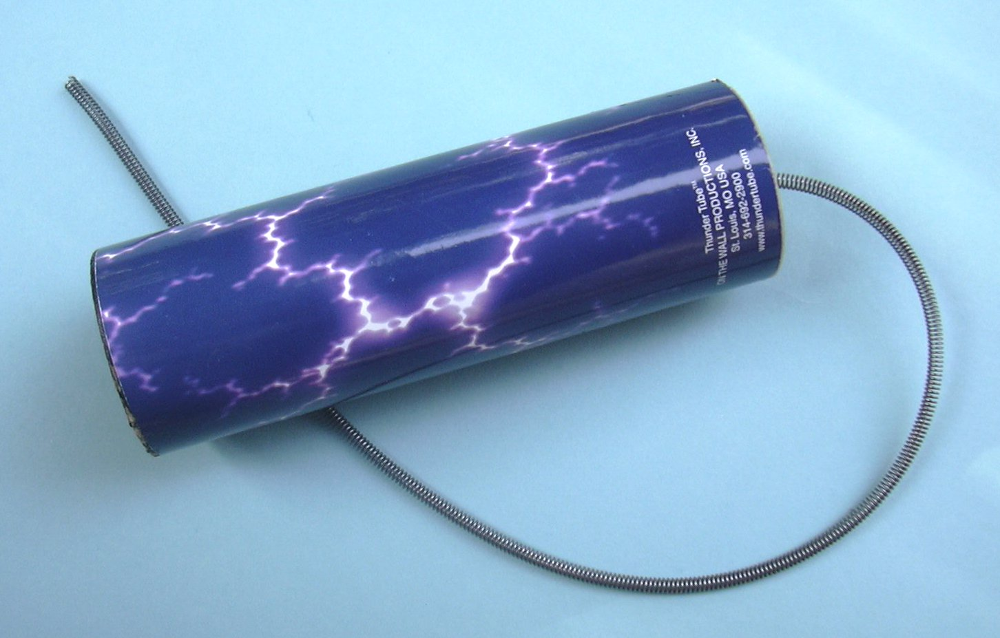 Thunder Tube™
ON THE WALL PRODUCTIONS, INC.
St. Louis, MO USA
314-692-2900
www.thundertube.com